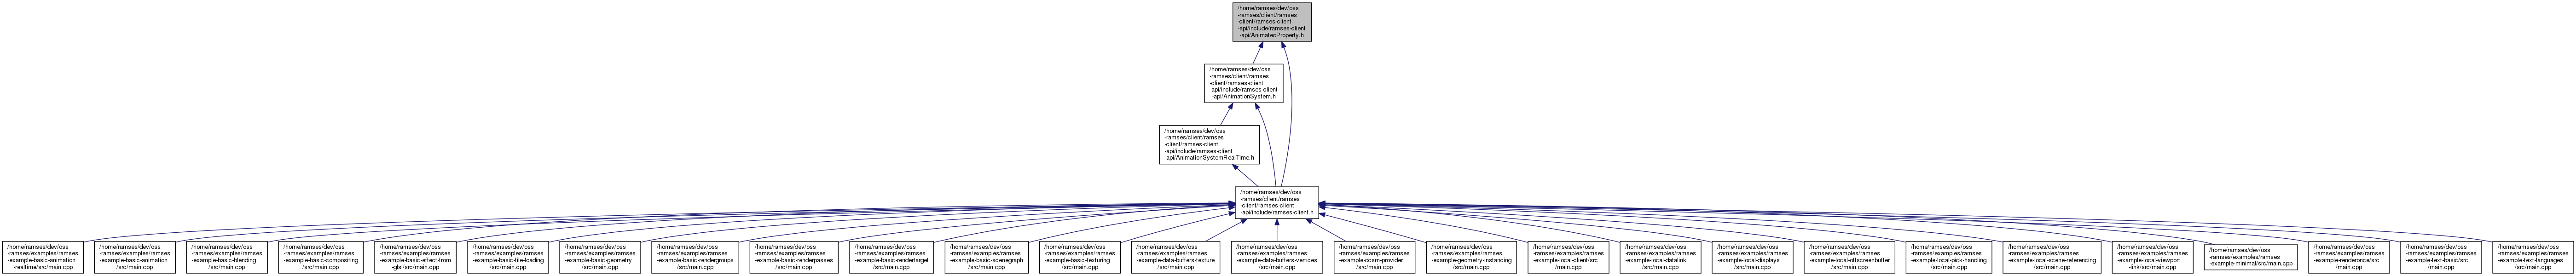 /home/ramses/dev/oss
-ramses/client/ramses
-client/ramses-client
-api/include/ramses-client
-api/AnimatedProperty.h
/home/ramses/dev/oss
-ramses/client/ramses
-client/ramses-client
-api/include/ramses-client
-api/AnimationSystem.h
/home/ramses/dev/oss
-ramses/client/ramses
-client/ramses-client
-api/include/ramses-client
-api/AnimationSystemRealTime.h
/home/ramses/dev/oss
-ramses/client/ramses
-client/ramses-client
-api/include/ramses-client.h
/home/ramses/dev/oss
-ramses/examples/ramses
-example-basic-animation
-realtime/src/main.cpp
/home/ramses/dev/oss
-ramses/examples/ramses
-example-basic-animation
/src/main.cpp
/home/ramses/dev/oss
-ramses/examples/ramses
-example-basic-blending
/src/main.cpp
/home/ramses/dev/oss
-ramses/examples/ramses
-example-basic-compositing
/src/main.cpp
/home/ramses/dev/oss
-ramses/examples/ramses
-example-basic-effect-from
-glsl/src/main.cpp
/home/ramses/dev/oss
-ramses/examples/ramses
-example-basic-file-loading
/src/main.cpp
/home/ramses/dev/oss
-ramses/examples/ramses
-example-basic-geometry
/src/main.cpp
/home/ramses/dev/oss
-ramses/examples/ramses
-example-basic-rendergroups
/src/main.cpp
/home/ramses/dev/oss
-ramses/examples/ramses
-example-basic-renderpasses
/src/main.cpp
/home/ramses/dev/oss
-ramses/examples/ramses
-example-basic-rendertarget
/src/main.cpp
/home/ramses/dev/oss
-ramses/examples/ramses
-example-basic-scenegraph
/src/main.cpp
/home/ramses/dev/oss
-ramses/examples/ramses
-example-basic-texturing
/src/main.cpp
/home/ramses/dev/oss
-ramses/examples/ramses
-example-data-buffers-texture
/src/main.cpp
/home/ramses/dev/oss
-ramses/examples/ramses
-example-data-buffers-vertices
/src/main.cpp
/home/ramses/dev/oss
-ramses/examples/ramses
-example-dcsm-provider
/src/main.cpp
/home/ramses/dev/oss
-ramses/examples/ramses
-example-geometry-instancing
/src/main.cpp
/home/ramses/dev/oss
-ramses/examples/ramses
-example-local-client/src
/main.cpp
/home/ramses/dev/oss
-ramses/examples/ramses
-example-local-datalink
/src/main.cpp
/home/ramses/dev/oss
-ramses/examples/ramses
-example-local-displays
/src/main.cpp
/home/ramses/dev/oss
-ramses/examples/ramses
-example-local-offscreenbuffer
/src/main.cpp
/home/ramses/dev/oss
-ramses/examples/ramses
-example-local-pick-handling
/src/main.cpp
/home/ramses/dev/oss
-ramses/examples/ramses
-example-local-scene-referencing
/src/main.cpp
/home/ramses/dev/oss
-ramses/examples/ramses
-example-local-viewport
-link/src/main.cpp
/home/ramses/dev/oss
-ramses/examples/ramses
-example-minimal/src/main.cpp
/home/ramses/dev/oss
-ramses/examples/ramses
-example-renderonce/src
/main.cpp
/home/ramses/dev/oss
-ramses/examples/ramses
-example-text-basic/src
/main.cpp
/home/ramses/dev/oss
-ramses/examples/ramses
-example-text-languages
/src/main.cpp